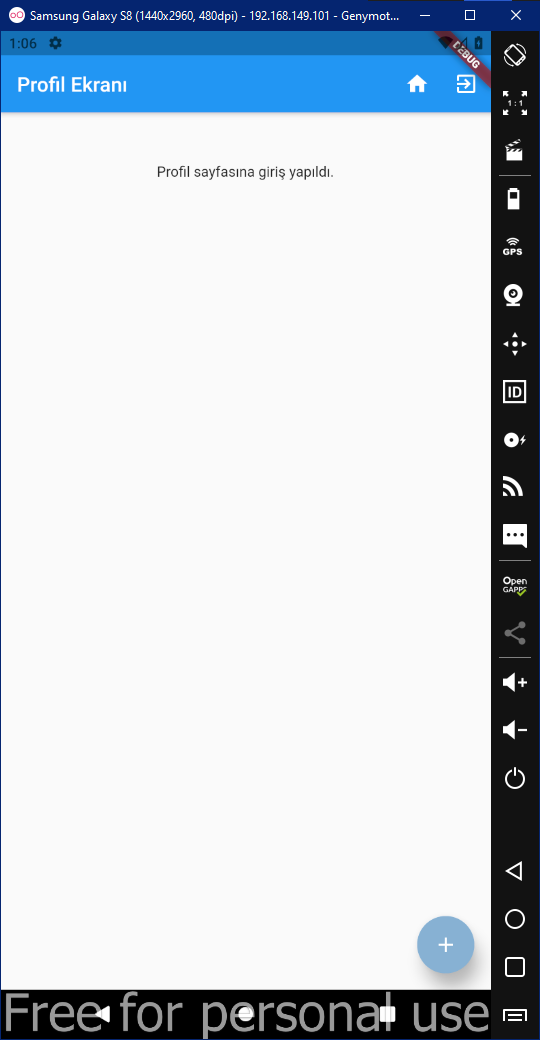 Samsung Galaxy S8 (1440x2960, 480dpi) - 192.168.149.101 - Genymot...
1:06
DEBUG
Profil Ekranı
1 : 1
Profil sayfasına giriş yapıldı.
GPS
ID
Open
GAPPS
Free for personal use